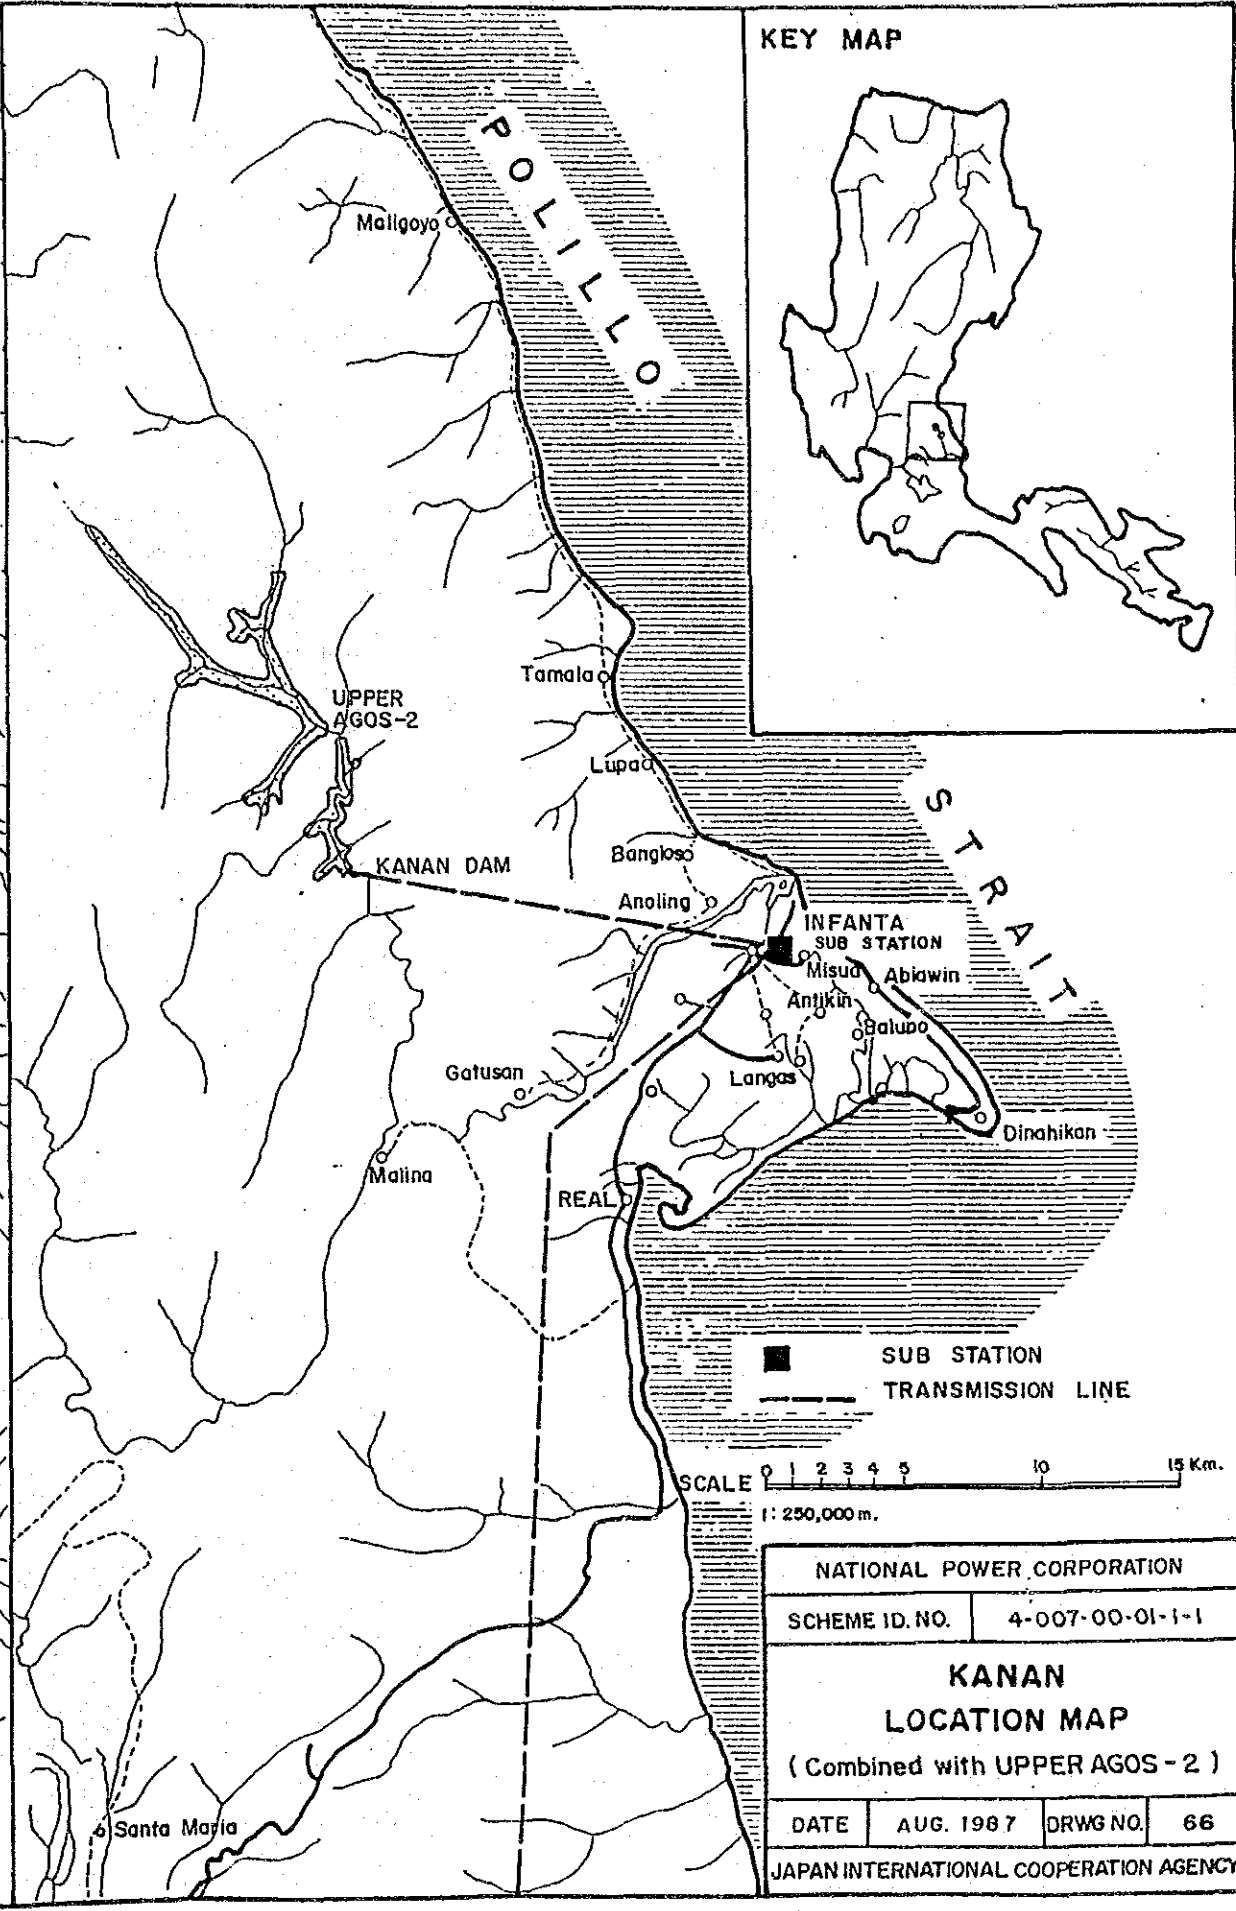 KEY MAP
POLILLO
Maligoyo
Tamala
UPPER
AGOS-2
Lupao
STRAIT
Bangloso
KANAN DAM
Anoling
INFANTA
SUB STATION
Misua
Abiawin
Antikin
Balubo
Gatusan
Langas
Dinahikan
Malina
REAL
SUB STATION
TRANSMISSION LINE
SCALE
0 1 2 3 4 5 10 15 Km.
1: 250,000 m.
NATIONAL POWER CORPORATION
SCHEME ID. NO. 4-007-00-01-1-1
KANAN
LOCATION MAP
( Combined with UPPER AGOS - 2 )
Santa Maria
DATE AUG. 1987 DRWG NO. 66
JAPAN INTERNATIONAL COOPERATION AGENCY